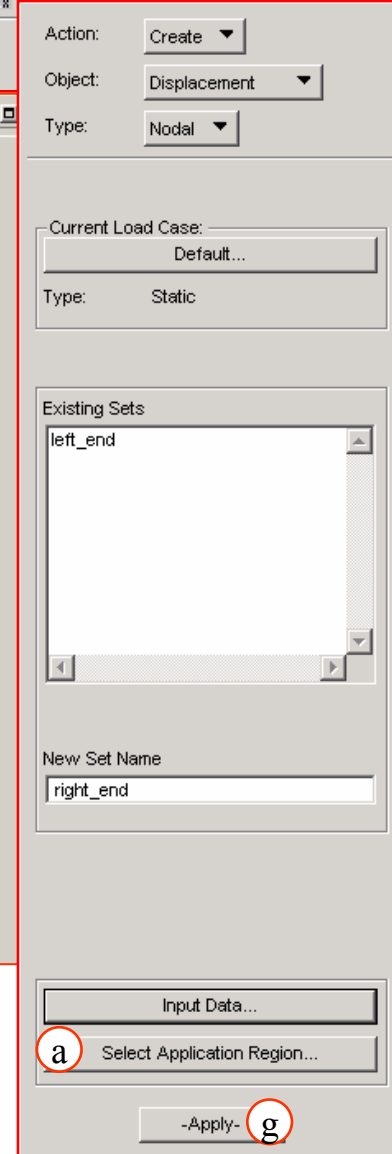 Action: Create
Object: Displacement
Type: Nodal
Current Load Case:
Default...
Type: Static
Existing Sets
left_end
New Set Name
right_end
Input Data...
a Select Application Region...
-Apply- g